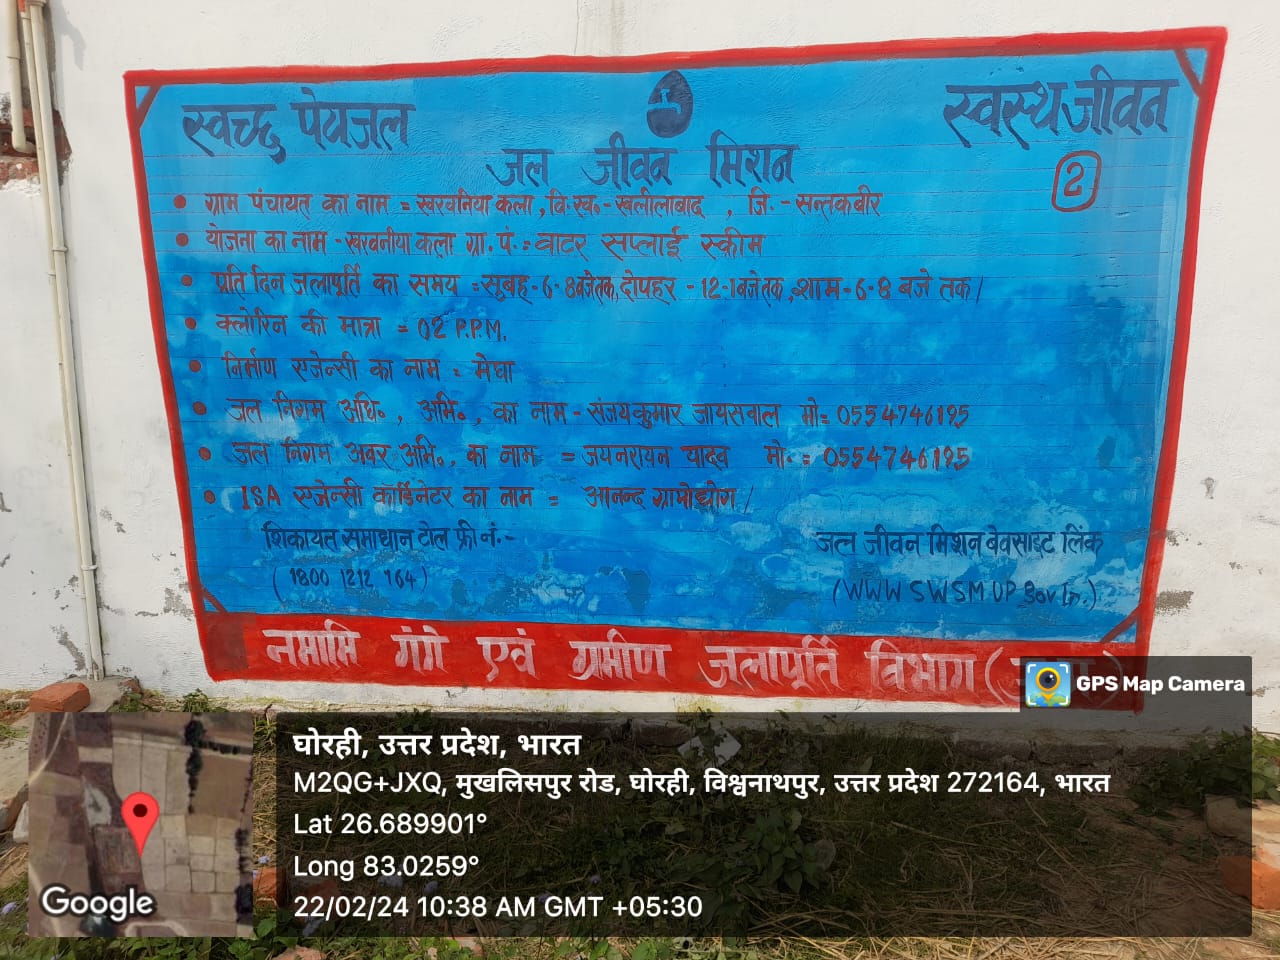 स्वच्छ पेयजल
स्वस्थ जीवन
जल जीवन मिशन
2
• ग्राम पंचायत का नाम = खरवनिया कला, वि.ख०- खलीलाबाद , जि.- सन्तकबीर
• योजना का नाम - खरवनीया कला ग्रा. पं. = वाटर सप्लाई स्कीम
• प्रति दिन जलापूर्ति का समय = सुबह-6-8 बजे तक, दोपहर - 12-1 बजे तक, शाम-6-8 बजे तक/
• क्लोरिन की मात्रा = 02 P.P.M.
• निर्माण एजेन्सी का नाम = मेघा
• जल निगम अधि० , अभि० , का नाम - संजय कुमार जायसवाल मो= 0554746195
• जल निगम अवर अभि०, का नाम = जयनरायन यादव मो. = 0554746195
• ISA एजेन्सी कॉर्डिनेटर का नाम = आनन्द ग्रामोद्योग/
शिकायत समाधान टोल फ्री नं.-
जल जीवन मिशन बेवसाइट लिंक
(1800 1212 164)
(WWW SWSM UP Gov In.)
नमामि गंगे एवं ग्रामीण जलापूर्ति विभाग (
GPS Map Camera
घोरही, उत्तर प्रदेश, भारत
M2QG+JXQ, मुखलिसपुर रोड, घोरही, विश्वनाथपुर, उत्तर प्रदेश 272164, भारत
Lat 26.689901°
Long 83.0259°
22/02/24 10:38 AM GMT +05:30
Google